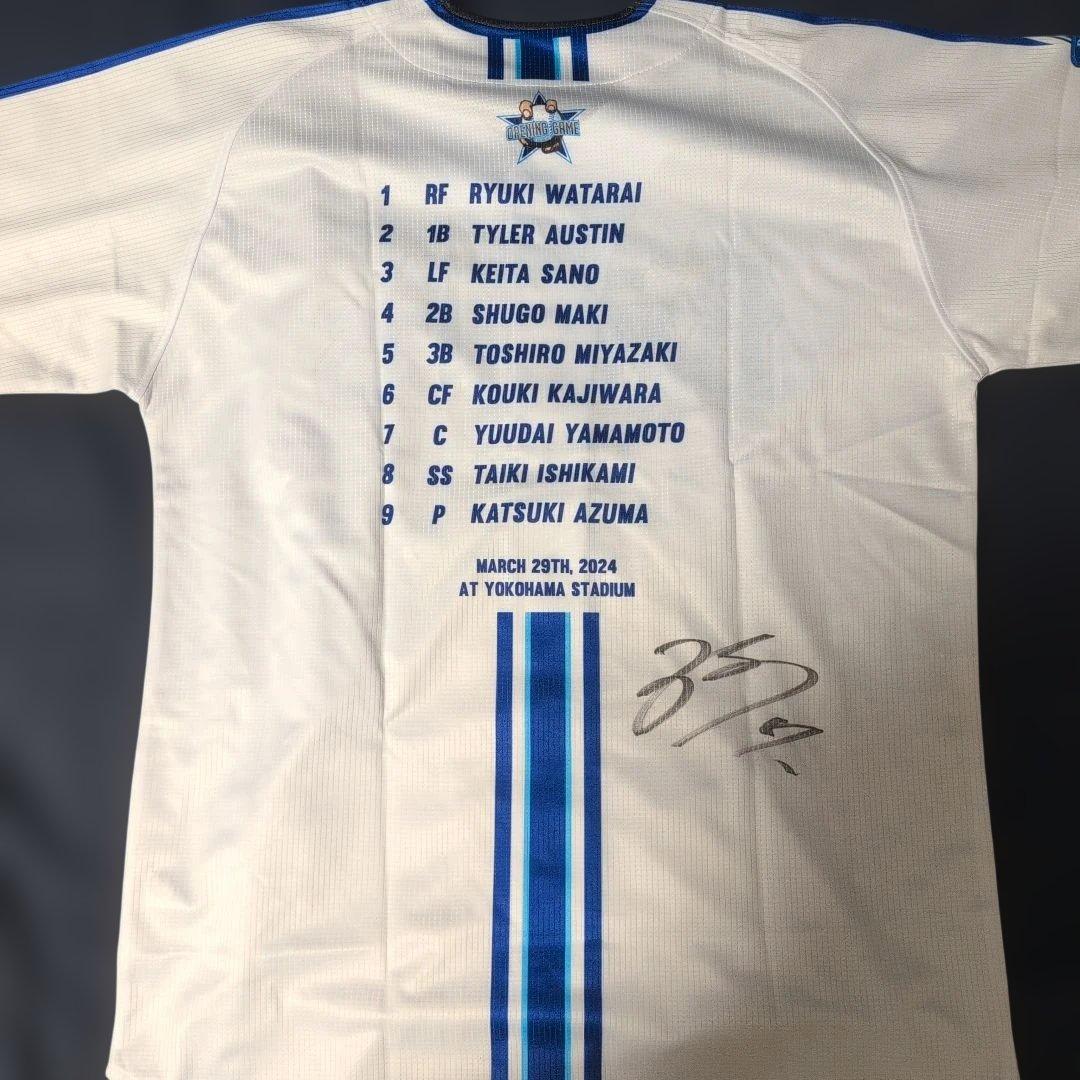 OPENING GAME
1 RF RYUKI WATARAI
2 1B TYLER AUSTIN
3 LF KEITA SANO
4 2B SHUGO MAKI
5 3B TOSHIRO MIYAZAKI
6 CF KOUKI KAJIWARA
7 C YUUDAI YAMAMOTO
8 SS TAIKI ISHIKAMI
9 P KATSUKI AZUMA
MARCH 29TH, 2024
AT YOKOHAMA STADIUM